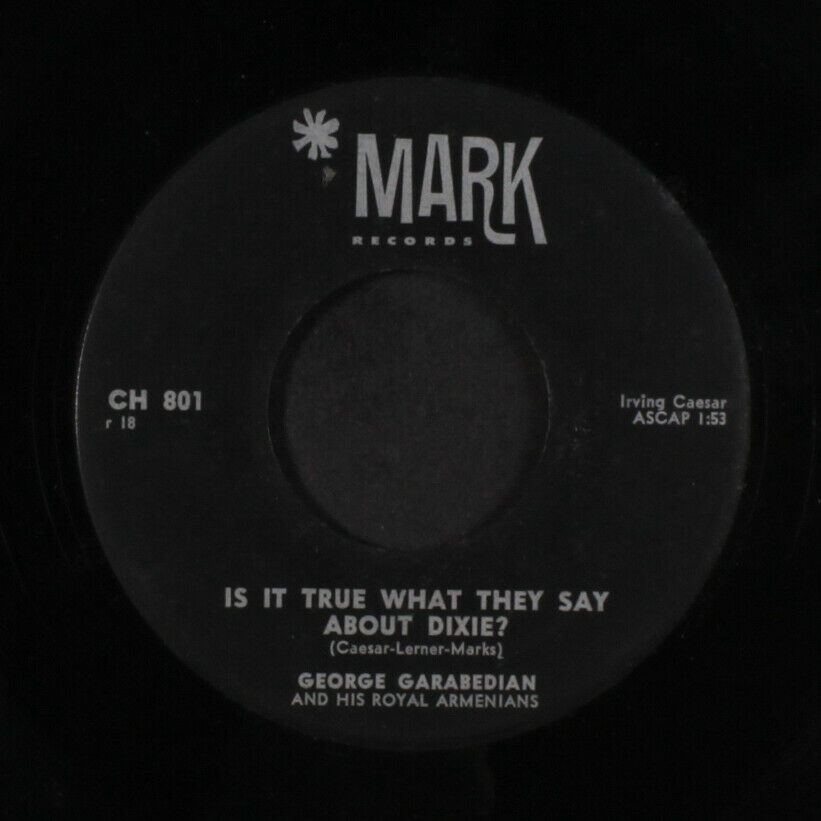 MARK
RECORDS
CH 801
r 18
Irving Caesar
ASCAP 1:53
IS IT TRUE WHAT THEY SAY
ABOUT DIXIE?
(Caesar-Lerner-Marks)
GEORGE GARABEDIAN
AND HIS ROYAL ARMENIANS